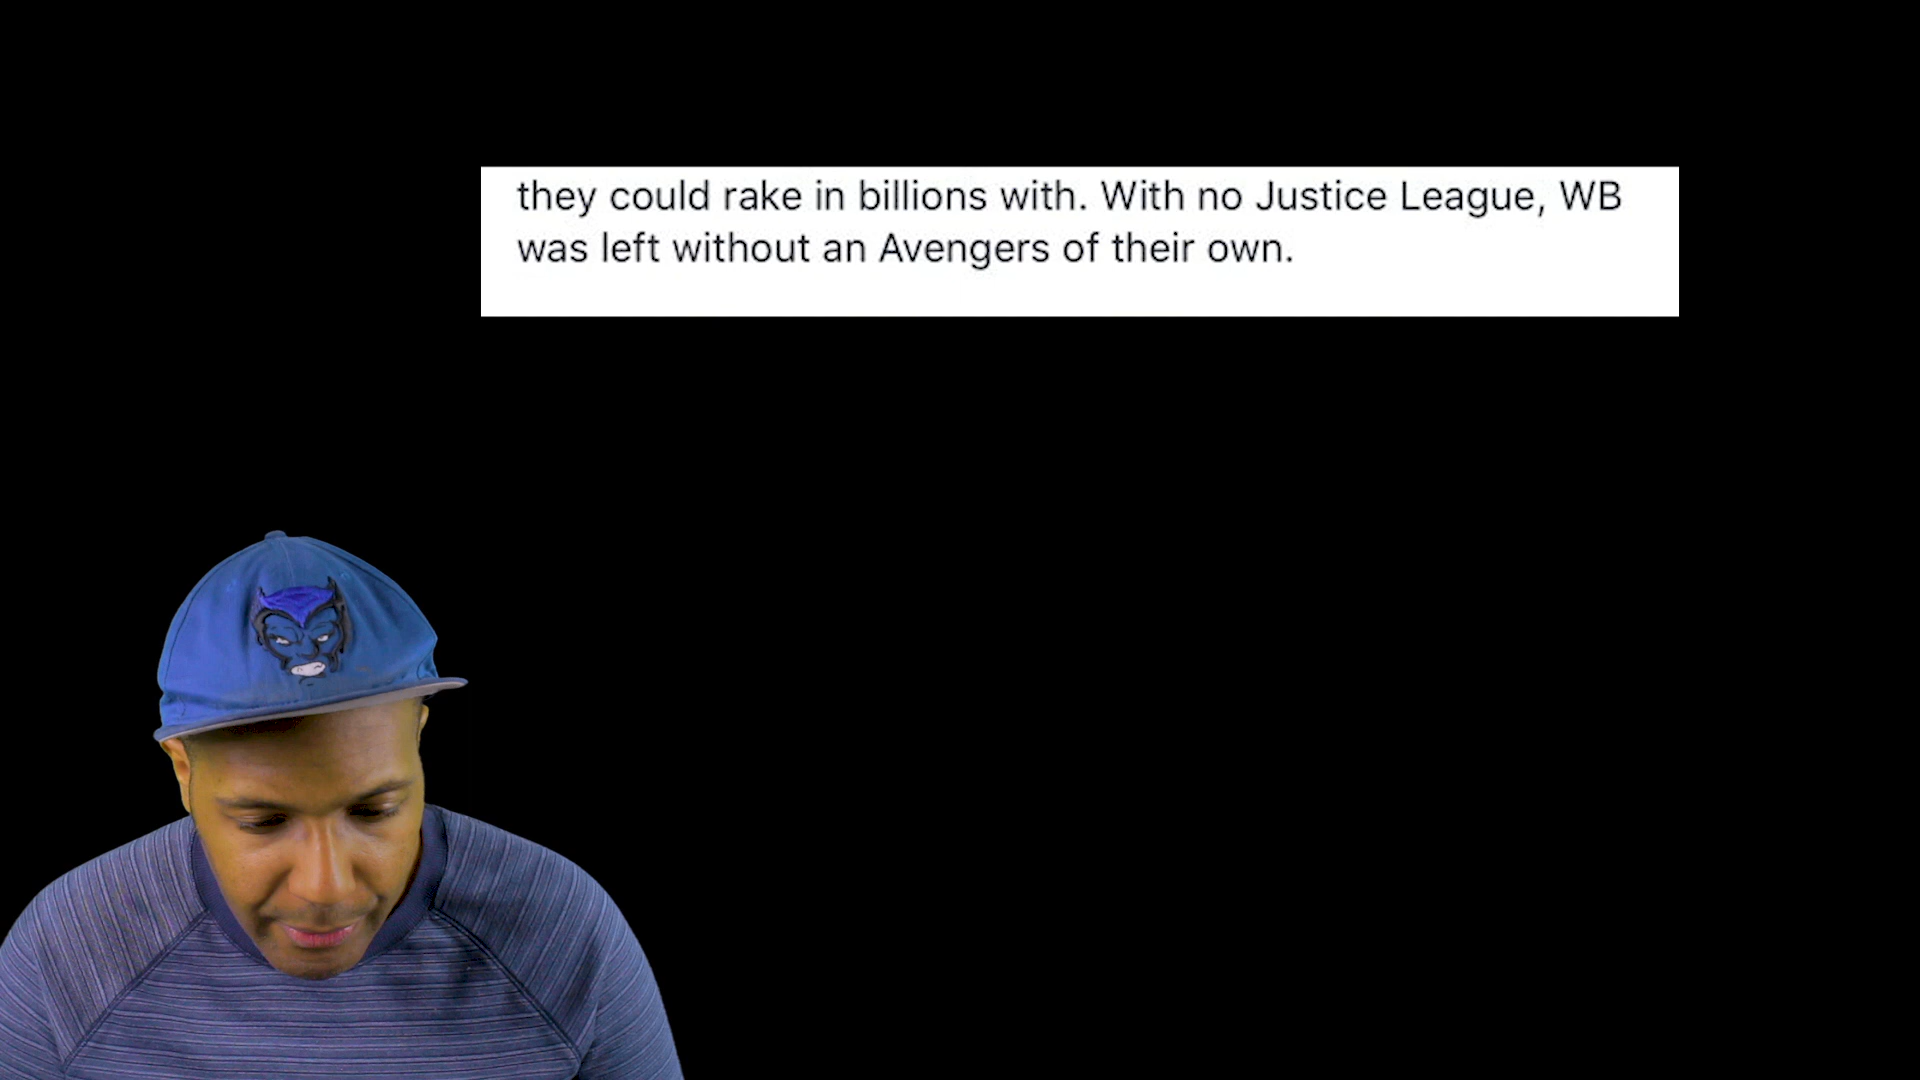 they could rake in billions with. With no Justice League, WB
was left without an Avengers of their own.